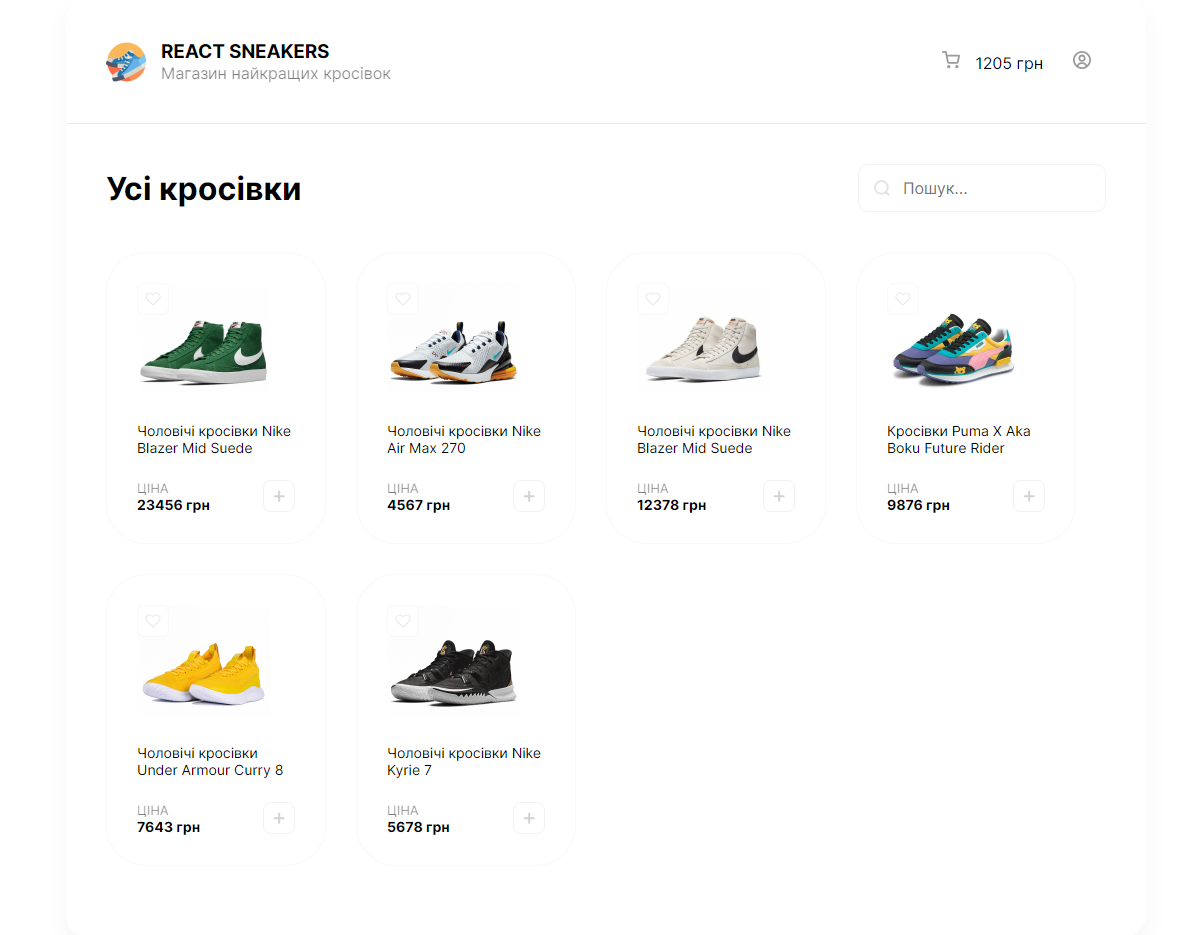 REACT SNEAKERS
Магазин найкращих кросівок
1205 грн
Усі кросівки
Пошук...
Чоловічі кросівки Nike
Blazer Mid Suede
ЦІНА
23456 грн
Чоловічі кросівки Nike
Air Max 270
ЦІНА
4567 грн
Чоловічі кросівки Nike
Blazer Mid Suede
ЦІНА
12378 грн
Кросівки Puma X Aka
Boku Future Rider
ЦІНА
9876 грн
Чоловічі кросівки
Under Armour Curry 8
ЦІНА
7643 грн
Чоловічі кросівки Nike
Kyrie 7
ЦІНА
5678 грн